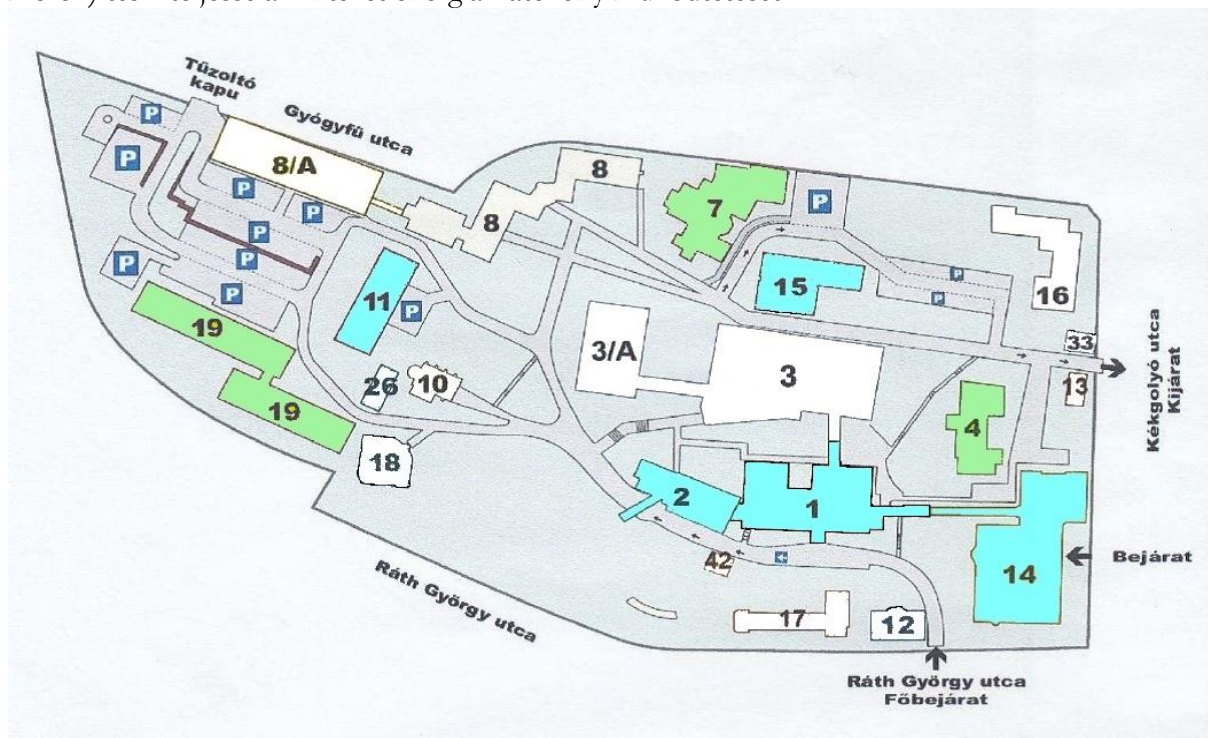 Tűzoltó
kapu
Gyógyfű utca
P
P
8/A
8
8
P
P
7
P
P
P
P
P
11
P
15
P
P
16
19
3/A
3
33
Kékgolyó utca
Kijárat
13
26
10
19
4
18
2
1
14
Bejárat
42
Ráth György utca
17
12
Ráth György utca
Főbejárat